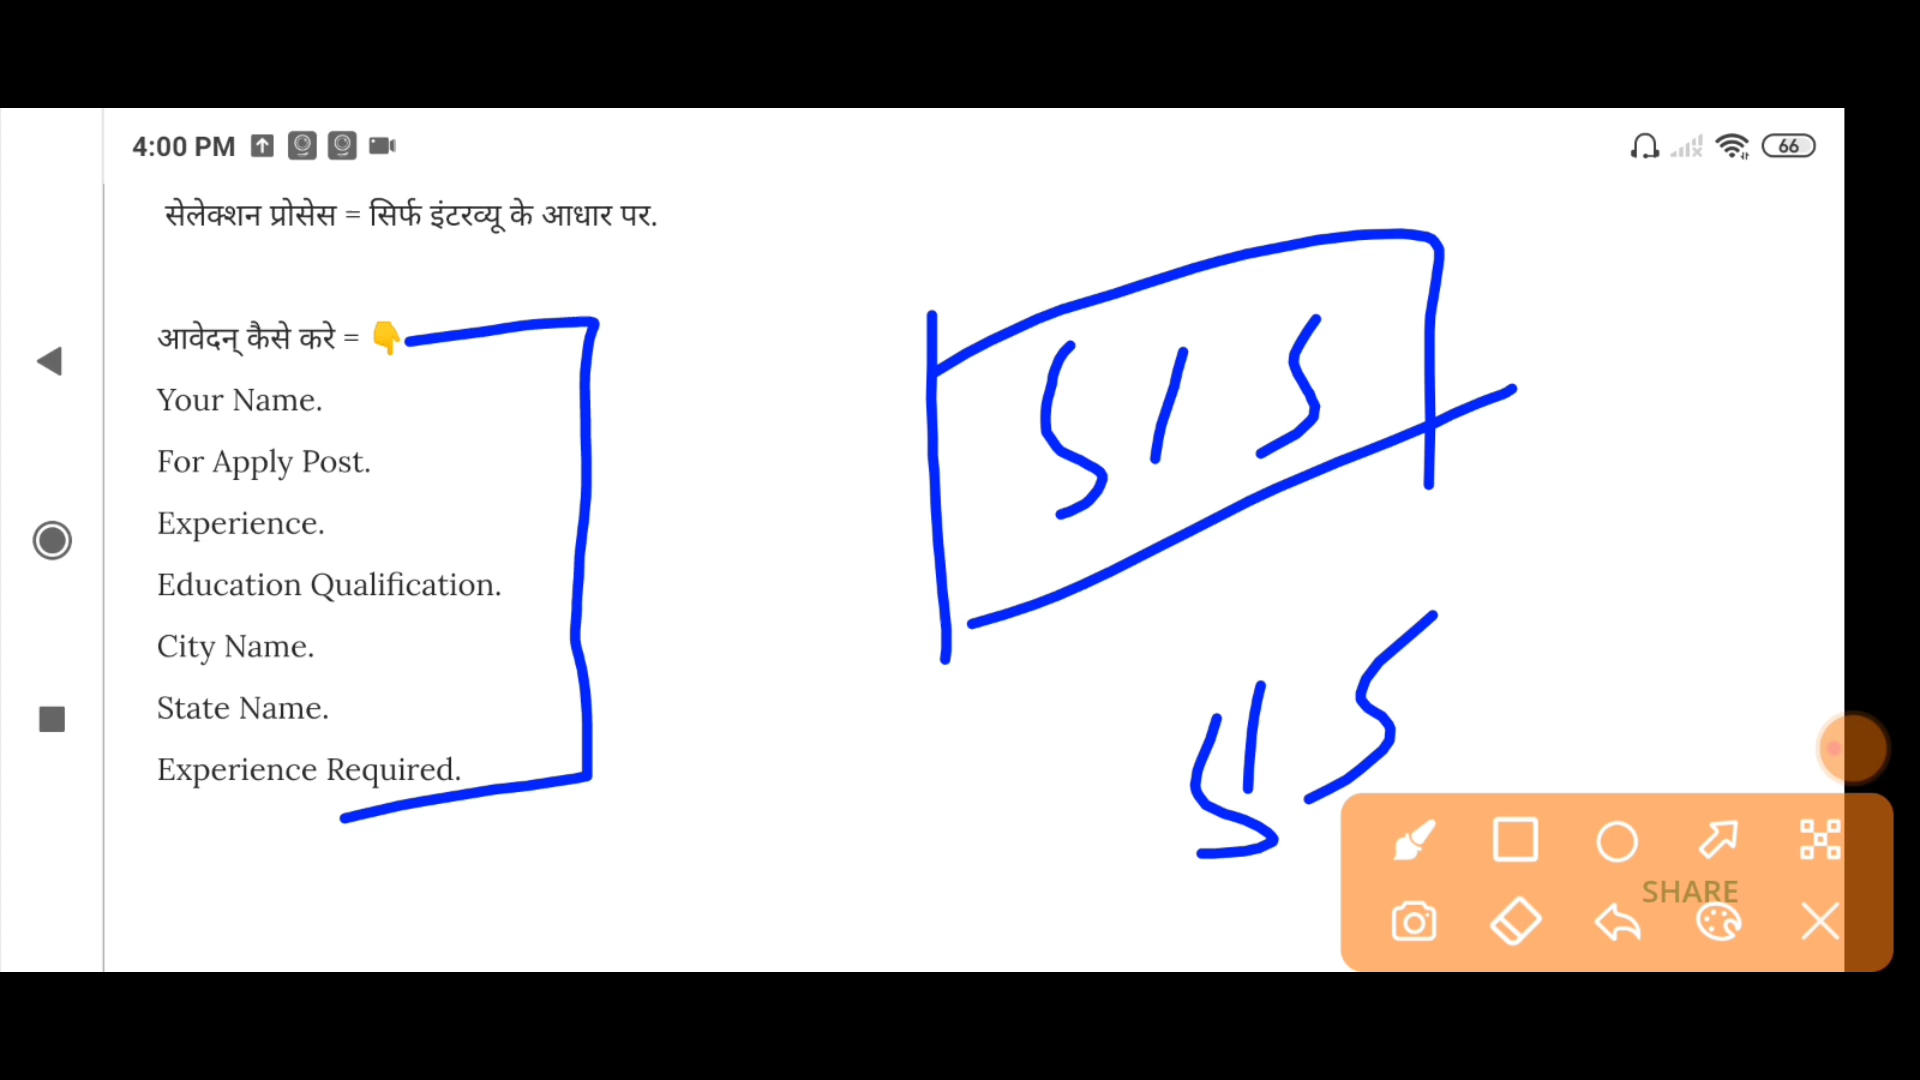 4:00 PM
66
सेलेक्शन प्रोसेस = सिर्फ इंटरव्यू के आधार पर.
आवेदन् कैसे करे = 👇
Your Name.
For Apply Post.
Experience.
Education Qualification.
City Name.
State Name.
Experience Required.
SIS
SIS
SHARE